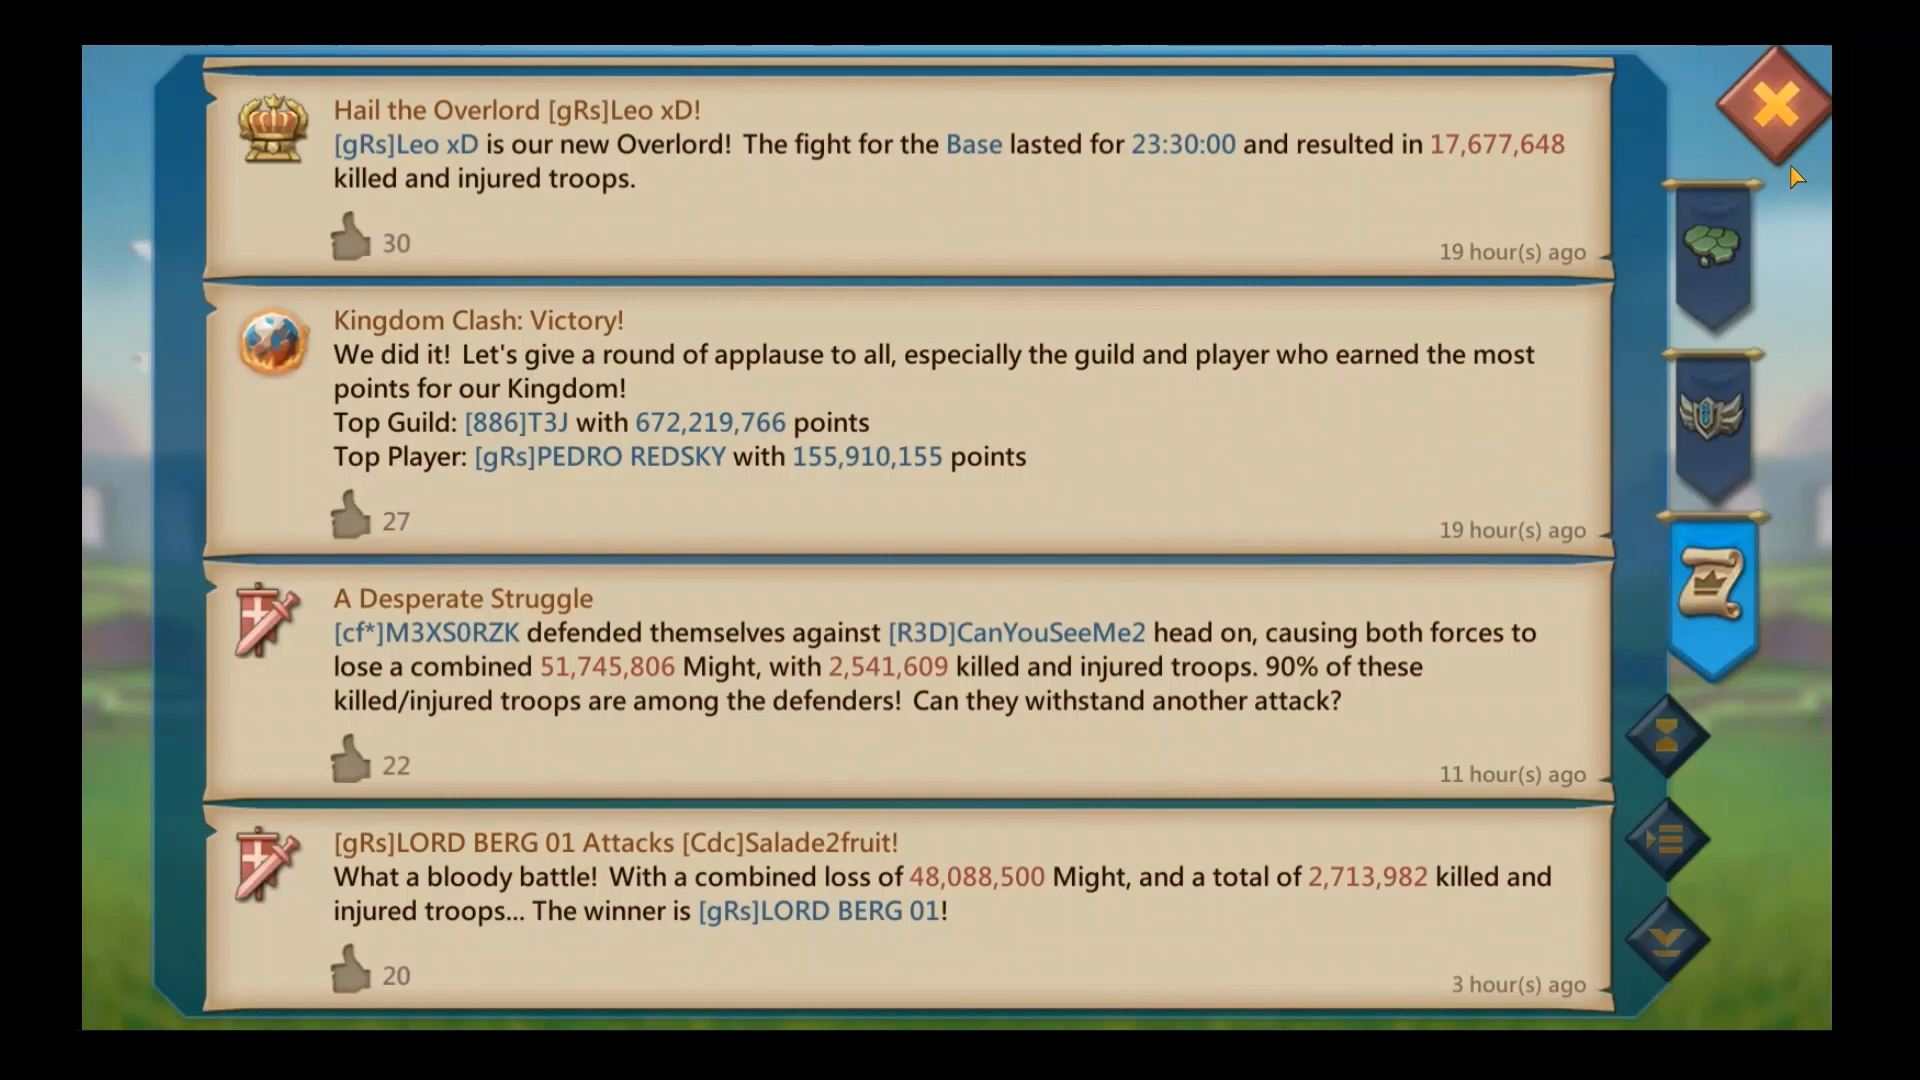 Hail the Overlord [gRs]Leo xD!
[gRs]Leo xD is our new Overlord! The fight for the Base lasted for 23:30:00 and resulted in 17,677,648
killed and injured troops.
30
19 hour(s) ago
Kingdom Clash: Victory!
We did it! Let's give a round of applause to all, especially the guild and player who earned the most
points for our Kingdom!
Top Guild: [886]T3J with 672,219,766 points
Top Player: [gRs]PEDRO REDSKY with 155,910,155 points
27
19 hour(s) ago
A Desperate Struggle
[cf*]M3XS0RZK defended themselves against [R3D]CanYouSeeMe2 head on, causing both forces to
lose a combined 51,745,806 Might, with 2,541,609 killed and injured troops. 90% of these
killed/injured troops are among the defenders! Can they withstand another attack?
22
11 hour(s) ago
[gRs]LORD BERG 01 Attacks [Cdc]Salade2fruit!
What a bloody battle! With a combined loss of 48,088,500 Might, and a total of 2,713,982 killed and
injured troops... The winner is [gRs]LORD BERG 01!
20
3 hour(s) ago